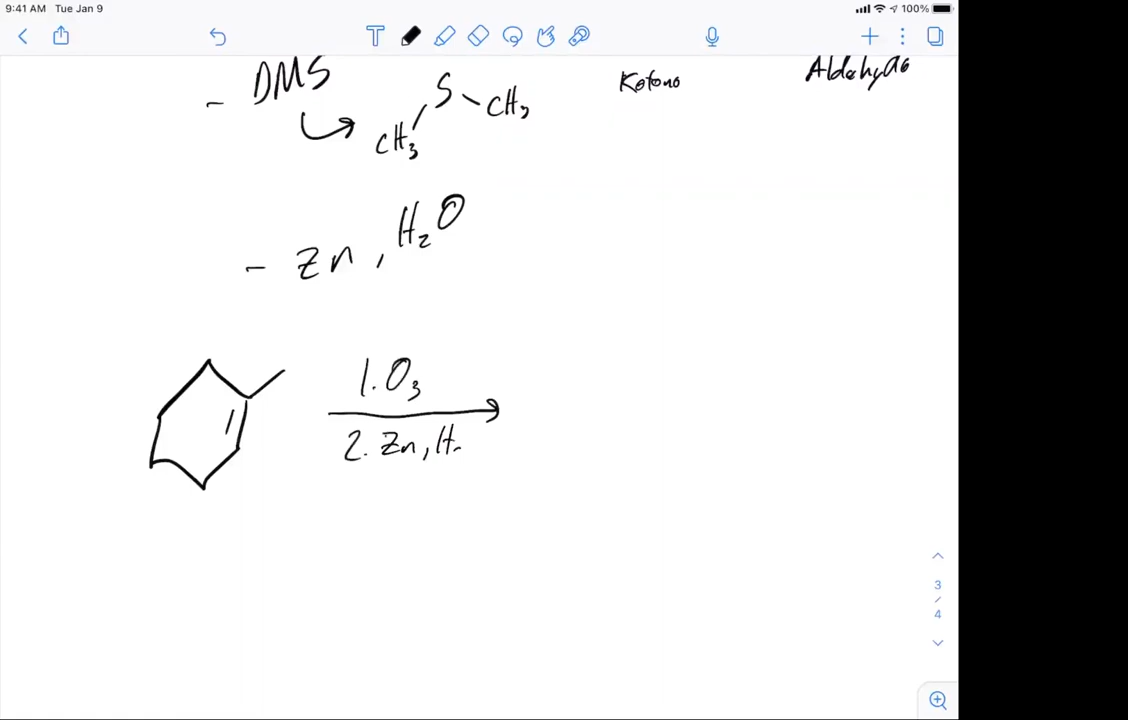 9:41 AM Tue Jan 9
100%
- DMS
Ketone
Aldehyde
S
CH3
CH3
- Zn, H2O
1. O3
2. Zn, H
3
/
4